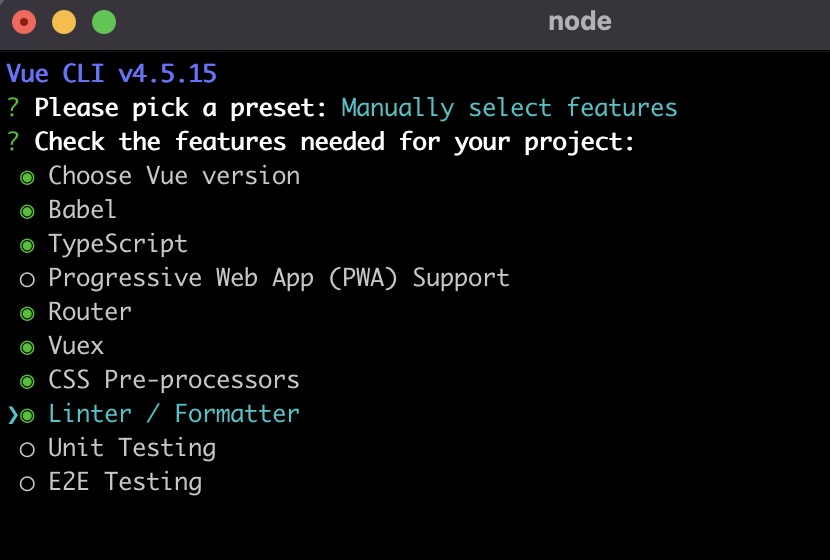 node
Vue CLI v4.5.15
? Please pick a preset: Manually select features
? Check the features needed for your project:
◉ Choose Vue version
◉ Babel
◉ TypeScript
◯ Progressive Web App (PWA) Support
◉ Router
◉ Vuex
◉ CSS Pre-processors
❯◉ Linter / Formatter
◯ Unit Testing
◯ E2E Testing